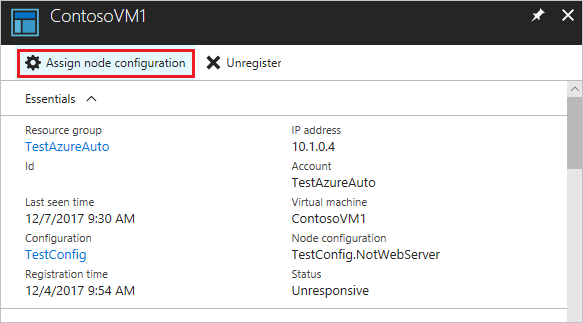 ContosoVM1
Assign node configuration Unregister
Essentials
Resource group IP address
TestAzureAuto 10.1.0.4
Id Account
TestAzureAuto
Last seen time Virtual machine
12/7/2017 9:30 AM ContosoVM1
Configuration Node configuration
TestConfig TestConfig.NotWebServer
Registration time Status
12/4/2017 9:54 AM Unresponsive